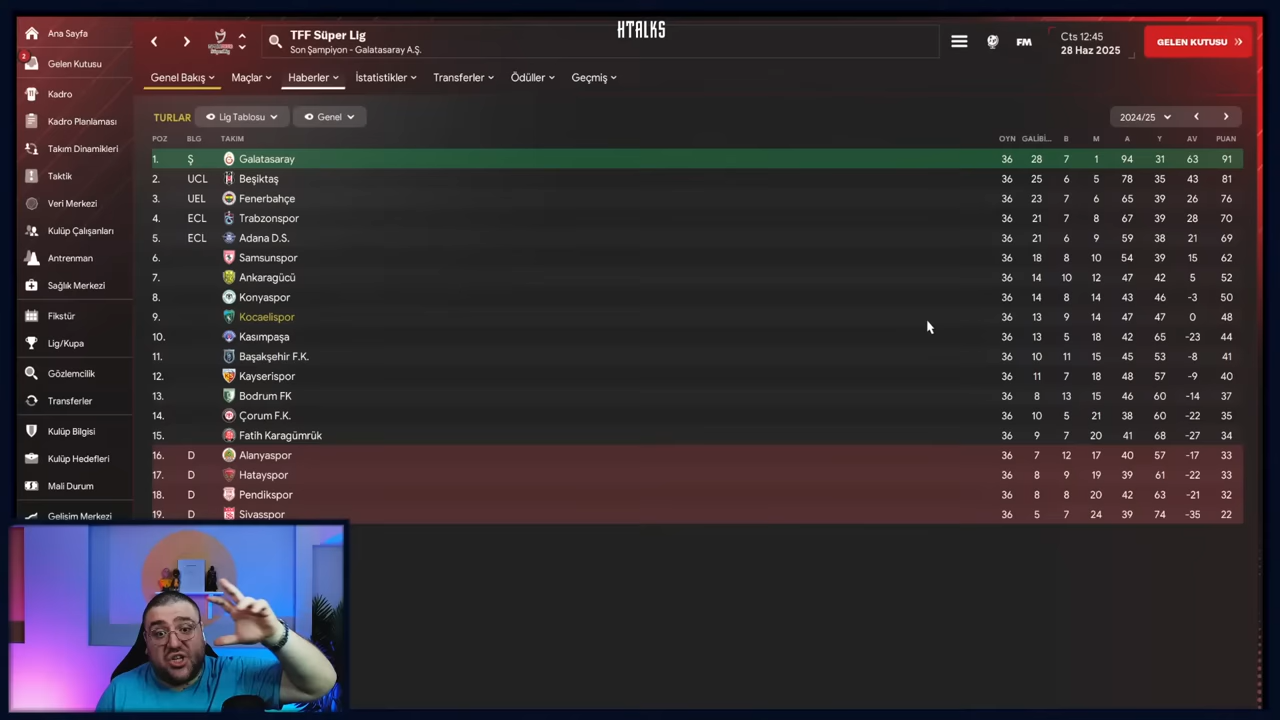 HTALKS
Ana Sayfa
2
Gelen Kutusu
Kadro
Kadro Planlaması
Takım Dinamikleri
Taktik
Veri Merkezi
Kulüp Çalışanları
Antrenman
Sağlık Merkezi
Fikstür
Lig/Kupa
Gözlemcilik
Transferler
Kulüp Bilgisi
Kulüp Hedefleri
Mali Durum
Gelişim Merkezi
TFF Süper Lig
Son Şampiyon - Galatasaray A.Ş.
FM
Cts 12:45
28 Haz 2025
GELEN KUTUSU
Genel Bakış Maçlar Haberler İstatistikler Transferler Ödüller Geçmiş
TURLAR Lig Tablosu Genel 2024/25
POZ BLG TAKIM OYN GALİBİ... B M A Y AV PUAN
1. Ş Galatasaray 36 28 7 1 94 31 63 91
2. UCL Beşiktaş 36 25 6 5 78 35 43 81
3. UEL Fenerbahçe 36 23 7 6 65 39 26 76
4. ECL Trabzonspor 36 21 7 8 67 39 28 70
5. ECL Adana D.S. 36 21 6 9 59 38 21 69
6. Samsunspor 36 18 8 10 54 39 15 62
7. Ankaragücü 36 14 10 12 47 42 5 52
8. Konyaspor 36 14 8 14 43 46 -3 50
9. Kocaelispor 36 13 9 14 47 47 0 48
10. Kasımpaşa 36 13 5 18 42 65 -23 44
11. Başakşehir F.K. 36 10 11 15 45 53 -8 41
12. Kayserispor 36 11 7 18 48 57 -9 40
13. Bodrum FK 36 8 13 15 46 60 -14 37
14. Çorum F.K. 36 10 5 21 38 60 -22 35
15. Fatih Karagümrük 36 9 7 20 41 68 -27 34
16. D Alanyaspor 36 7 12 17 40 57 -17 33
17. D Hatayspor 36 8 9 19 39 61 -22 33
18. D Pendikspor 36 8 8 20 42 63 -21 32
19. D Sivasspor 36 5 7 24 39 74 -35 22